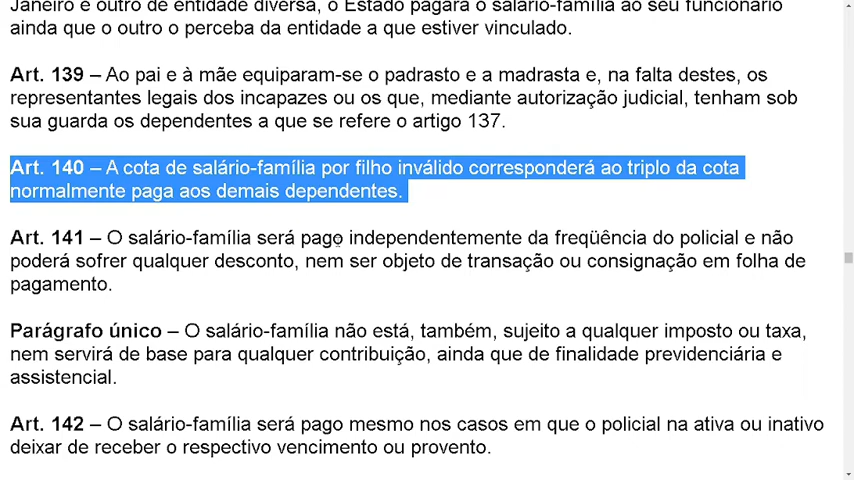 Janeiro e outro de entidade diversa, o Estado pagará o salário-família ao seu funcionário
ainda que o outro o perceba da entidade a que estiver vinculado.
Art. 139 – Ao pai e à mãe equiparam-se o padrasto e a madrasta e, na falta destes, os
representantes legais dos incapazes ou os que, mediante autorização judicial, tenham sob
sua guarda os dependentes a que se refere o artigo 137.
Art. 140 – A cota de salário-família por filho inválido corresponderá ao triplo da cota
normalmente paga aos demais dependentes.
Art. 141 – O salário-família será pago independentemente da freqüência do policial e não
poderá sofrer qualquer desconto, nem ser objeto de transação ou consignação em folha de
pagamento.
Parágrafo único – O salário-família não está, também, sujeito a qualquer imposto ou taxa,
nem servirá de base para qualquer contribuição, ainda que de finalidade previdenciária e
assistencial.
Art. 142 – O salário-família será pago mesmo nos casos em que o policial na ativa ou inativo
deixar de receber o respectivo vencimento ou provento.